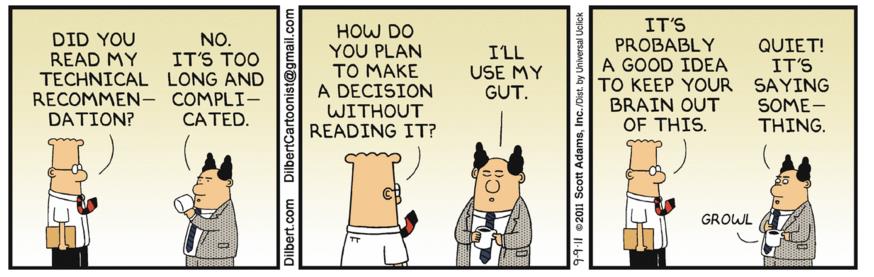 DID YOU
READ MY
TECHNICAL
RECOMMEN-
DATION?
NO.
IT'S TOO
LONG AND
COMPLI-
CATED.
Dilbert.com DilbertCartoonist@gmail.com
HOW DO
YOU PLAN
TO MAKE
A DECISION
WITHOUT
READING IT?
I'LL
USE MY
GUT.
9-9-11 ©2011 Scott Adams, Inc./Dist. by Universal Uclick
IT'S
PROBABLY
A GOOD IDEA
TO KEEP YOUR
BRAIN OUT
OF THIS.
QUIET!
IT'S
SAYING
SOME-
THING.
GROWL